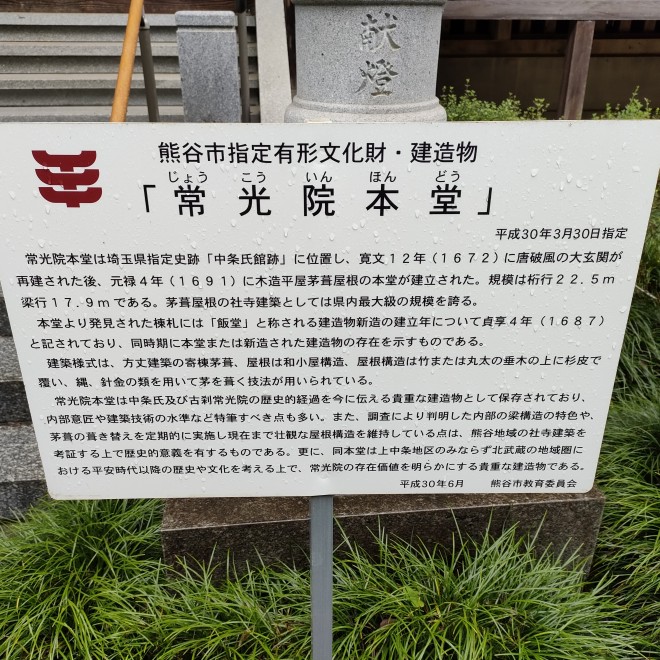 献燈
熊谷市指定有形文化財・建造物
じょう こう いん ほん どう
「常光院本堂」
平成30年3月30日指定
常光院本堂は埼玉県指定史跡「中条氏館跡」に位置し、寛文12年(1672)に唐破風の大玄関が
再建された後、元禄4年(1691)に木造平屋茅葺屋根の本堂が建立された。規模は桁行22.5m
梁行17.9mである。茅葺屋根の社寺建築としては県内最大級の規模を誇る。
本堂より発見された棟札には「飯堂」と称される建造物新造の建立年について貞享4年(1687)
と記されており、同時期に本堂または新造された建造物の存在を示すものである。
建築様式は、方丈建築の寄棟茅葺、屋根は和小屋構造、屋根構造は竹または丸太の垂木の上に杉皮で
覆い、縄、針金の類を用いて茅を葺く技法が用いられている。
常光院本堂は中条氏及び古刹常光院の歴史的経過を今に伝える貴重な建造物として保存されており、
内部意匠や建築技術の水準など特筆すべき点も多い。また、調査により判明した内部の梁構造の特色や、
茅葺の葺き替えを定期的に実施し現在まで壮観な屋根構造を維持している点は、熊谷地域の社寺建築を
考証する上で歴史的意義を有するものである。更に、同本堂は上中条地区のみならず北武蔵の地域圏に
おける平安時代以降の歴史や文化を考える上で、常光院の存在価値を明らかにする貴重な建造物である。
平成30年6月 熊谷市教育委員会